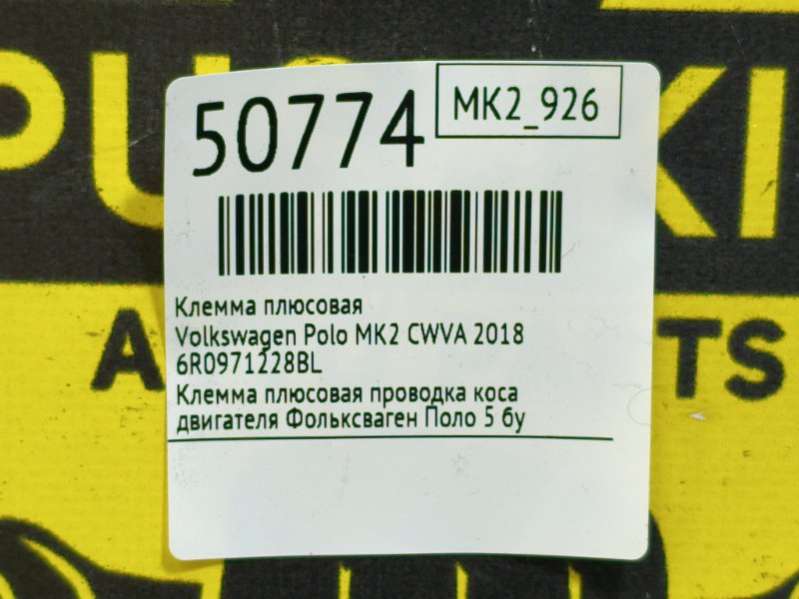 50774
MK2_926
Клемма плюсовая
Volkswagen Polo MK2 CWVA 2018
6R0971228BL
Клемма плюсовая проводка коса
двигателя Фольксваген Поло 5 бу